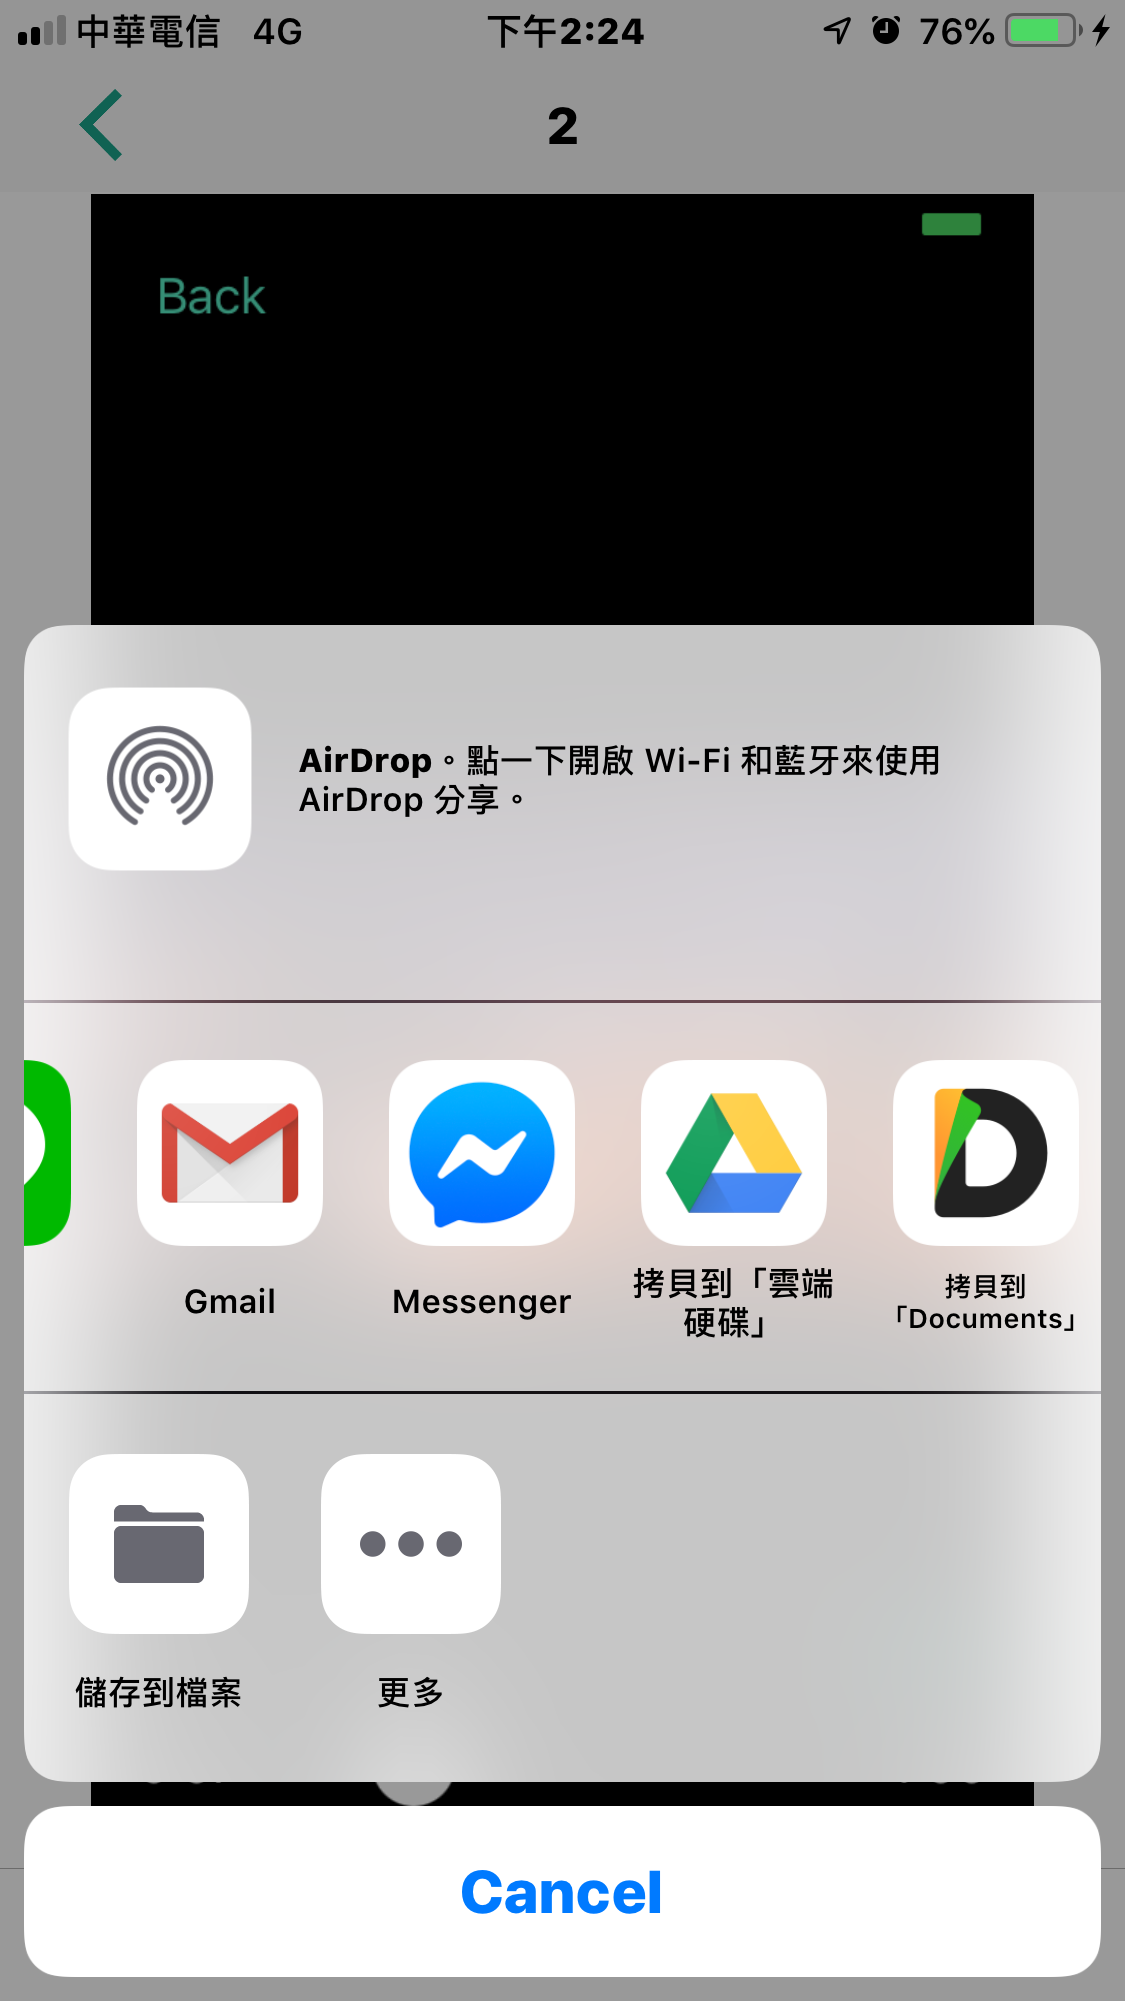 中華電信 4G 下午2:24 76%
2
Back
AirDrop。點一下開啟 Wi-Fi 和藍牙來使用
AirDrop 分享。
Gmail
Messenger
拷貝到「雲端
硬碟」
拷貝到
「Documents」
儲存到檔案
更多
Cancel